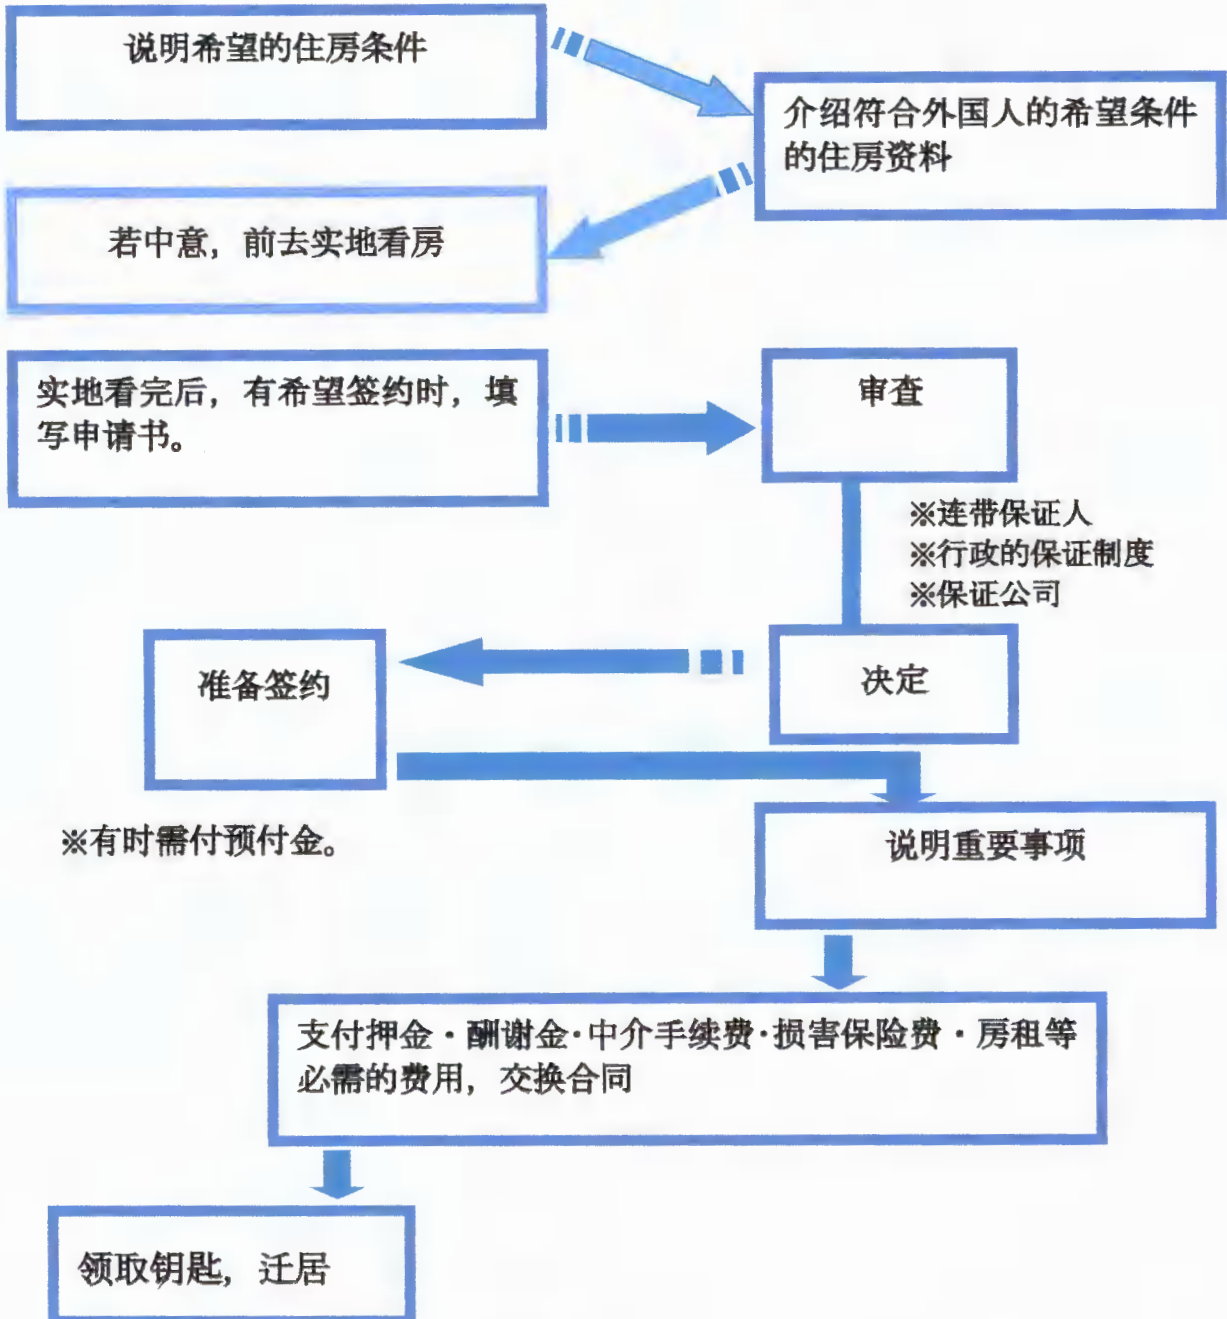 说明希望的住房条件
介绍符合外国人的希望条件
的住房资料
若中意，前去实地看房
实地看完后，有希望签约时，填
写申请书。
审查
※连带保证人
※行政的保证制度
※保证公司
决定
准备签约
※有时需付预付金。
说明重要事项
支付押金・酬谢金·中介手续费·损害保险费・房租等
必需的费用，交换合同
领取钥匙，迁居